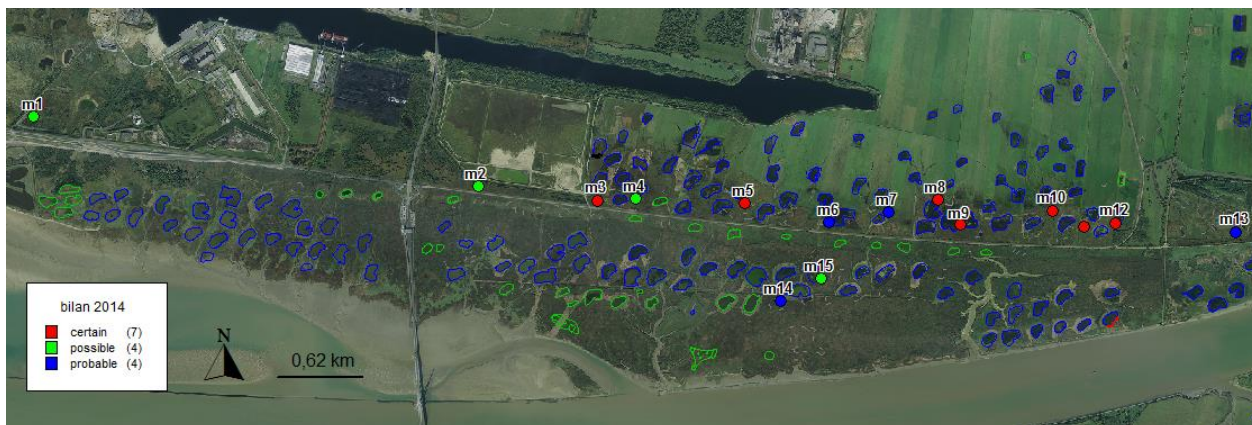 m1
m2
m3
m4
m5
m6
m7
m8
m9
m10
m12
m13
m14
m15
bilan 2014
certain (7)
possible (4)
probable (4)
N
0,62 km